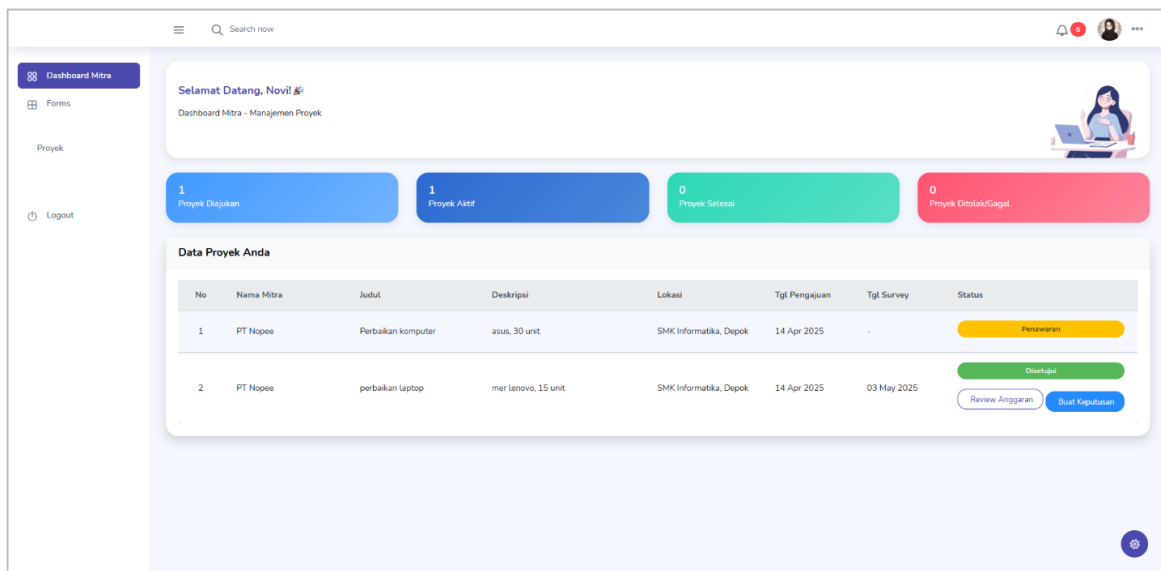 Search now
5
Dashboard Mitra
Forms
Proyek
Logout
Selamat Datang, Novi!🎉
Dashboard Mitra - Manajemen Proyek
1
Proyek Diajukan
1
Proyek Aktif
0
Proyek Selesai
0
Proyek Ditolak/Gagal
Data Proyek Anda
No Nama Mitra Judul Deskripsi Lokasi Tgl Pengajuan Tgl Survey Status
1 PT Nopee Perbaikan komputer asus, 30 unit SMK Informatika, Depok 14 Apr 2025 - Penawaran
2 PT Nopee perbaikan laptop mer lenovo, 15 unit SMK Informatika, Depok 14 Apr 2025 03 May 2025 Disetujui
Review Anggaran Buat Keputusan